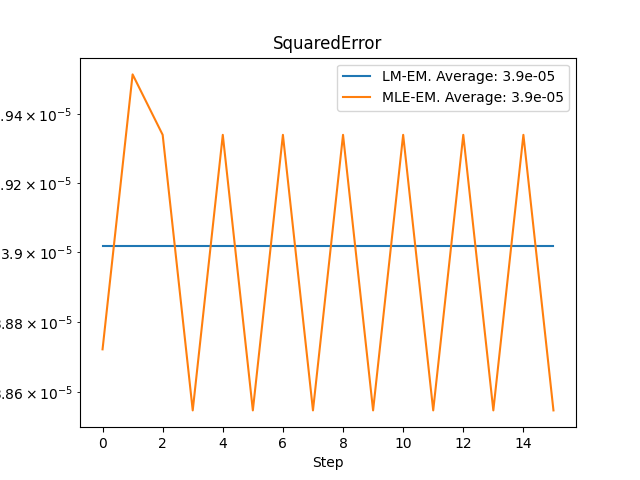 SquaredError
LM-EM. Average: 3.9e-05
MLE-EM. Average: 3.9e-05
.94 × 10⁻⁵
.92 × 10⁻⁵
3.9 × 10⁻⁵
3.88 × 10⁻⁵
3.86 × 10⁻⁵
0 2 4 6 8 10 12 14
Step